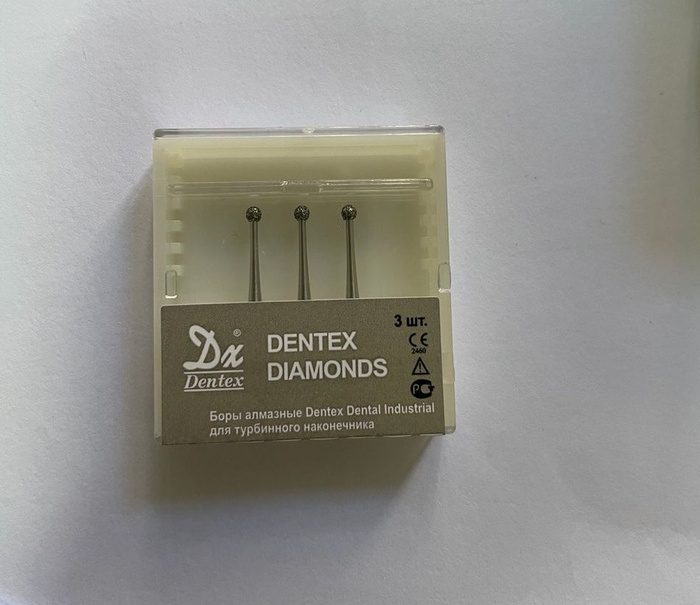 Dx®
Dentex
DENTEX
DIAMONDS
3 шт.
CE
2460
Боры алмазные Dentex Dental Industrial
для турбинного наконечника